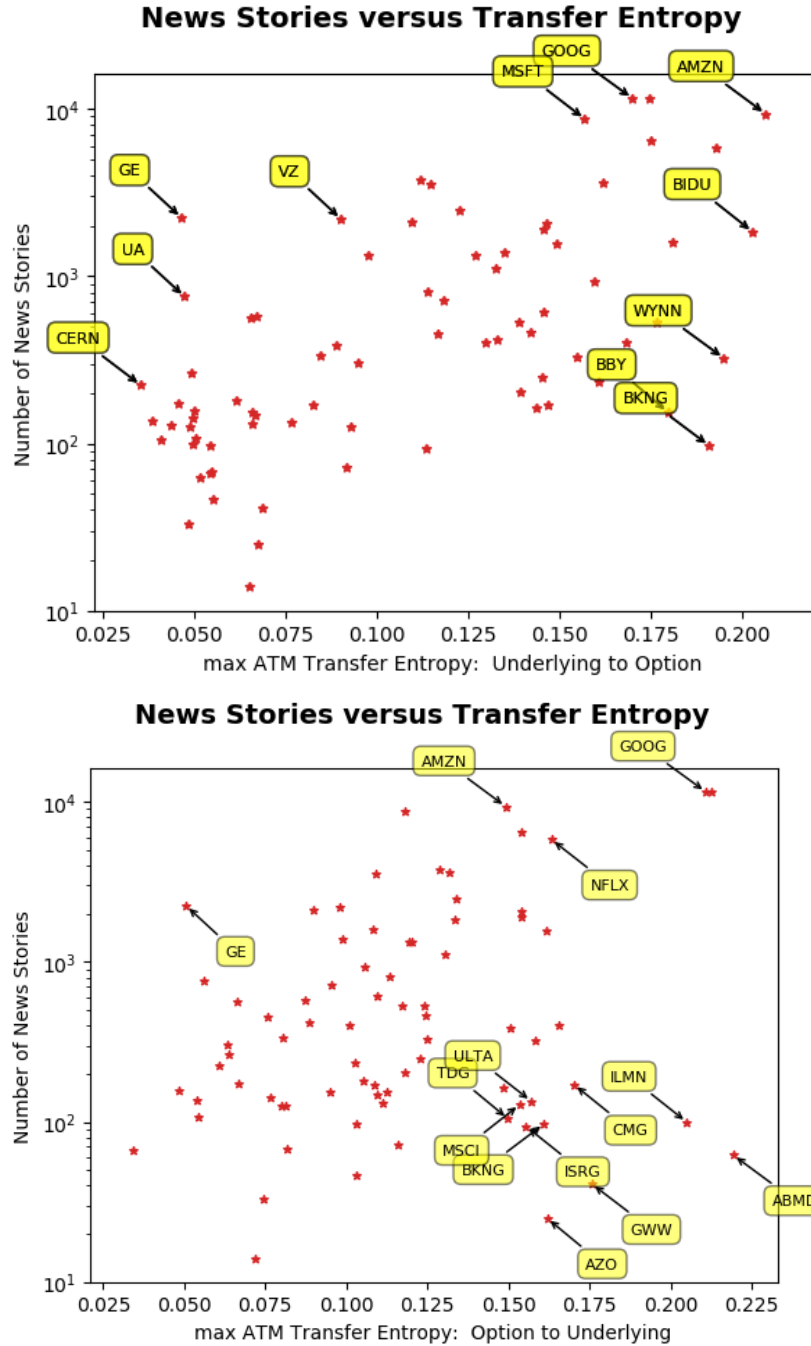 News Stories versus Transfer Entropy
GOOG
MSFT
AMZN
GE
VZ
BIDU
UA
WYNN
CERN
BBY
BKNG
Number of News Stories
10⁴
10³
10²
10¹
0.025 0.050 0.075 0.100 0.125 0.150 0.175 0.200
max ATM Transfer Entropy:  Underlying to Option
News Stories versus Transfer Entropy
GOOG
AMZN
NFLX
GE
ULTA
TDG
ILMN
CMG
MSCI
BKNG
ISRG
ABMD
GWW
AZO
Number of News Stories
10⁴
10³
10²
10¹
0.025 0.050 0.075 0.100 0.125 0.150 0.175 0.200 0.225
max ATM Transfer Entropy:  Option to Underlying